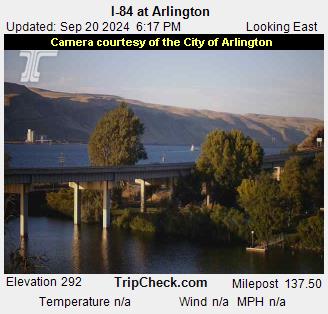 I-84 at Arlington
Updated: Sep 20 2024 6:17 PM Looking East
Camera courtesy of the City of Arlington
Elevation 292 TripCheck.com Milepost 137.50
Temperature n/a Wind n/a MPH n/a